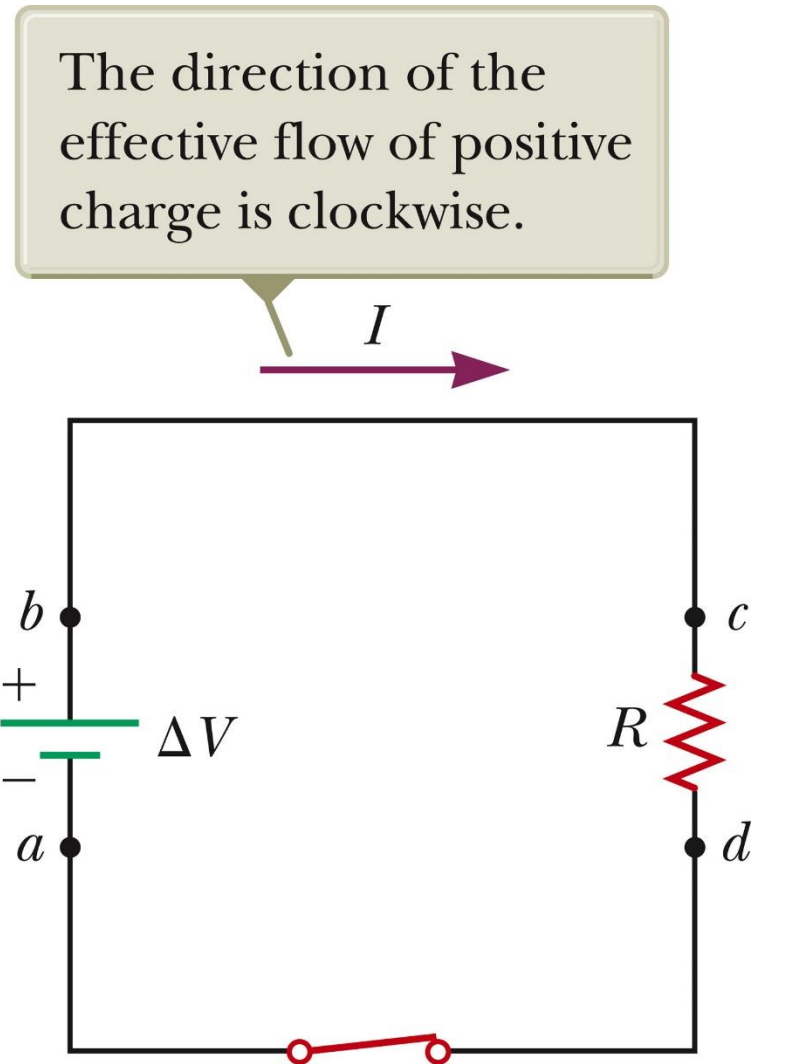 The direction of the
effective flow of positive
charge is clockwise.
I
b
c
+
ΔV
R
−
a
d